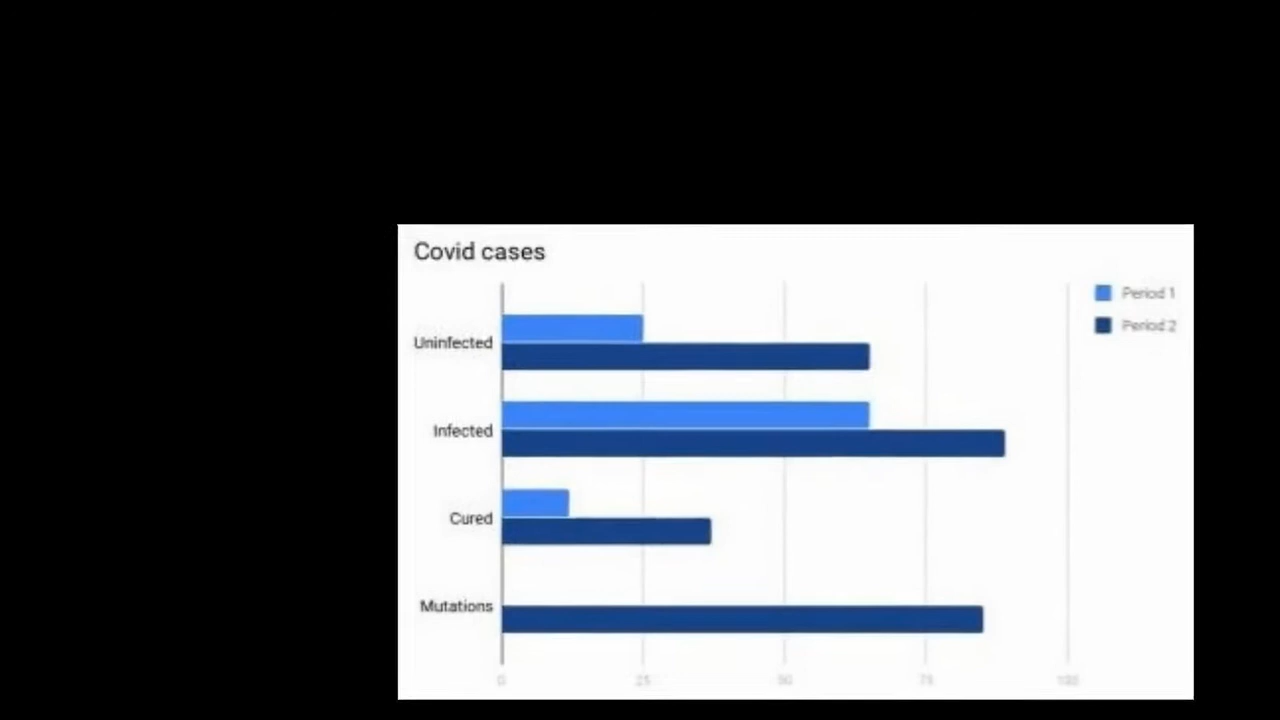 Covid cases
Period 1
Period 2
Uninfected
Infected
Cured
Mutations
0 25 50 75 100